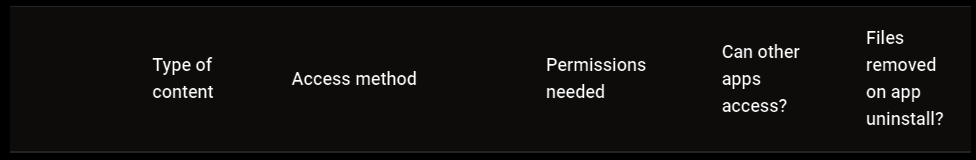 Type of
content
Access method
Permissions
needed
Can other
apps
access?
Files
removed
on app
uninstall?